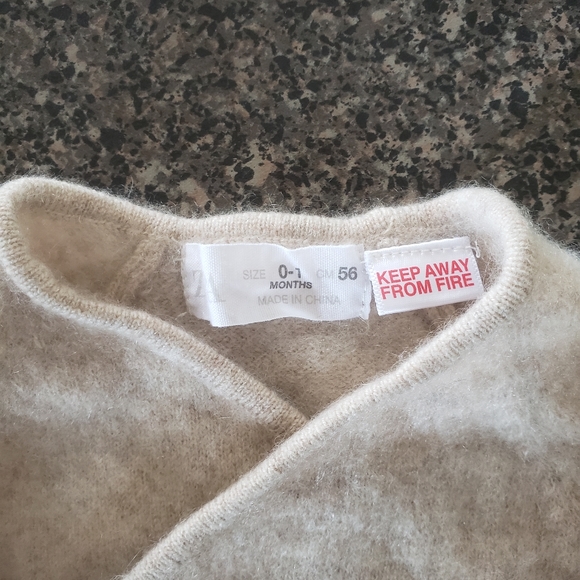 SIZE 0-1 CM 56
MONTHS
MADE IN CHINA
KEEP AWAY
FROM FIRE